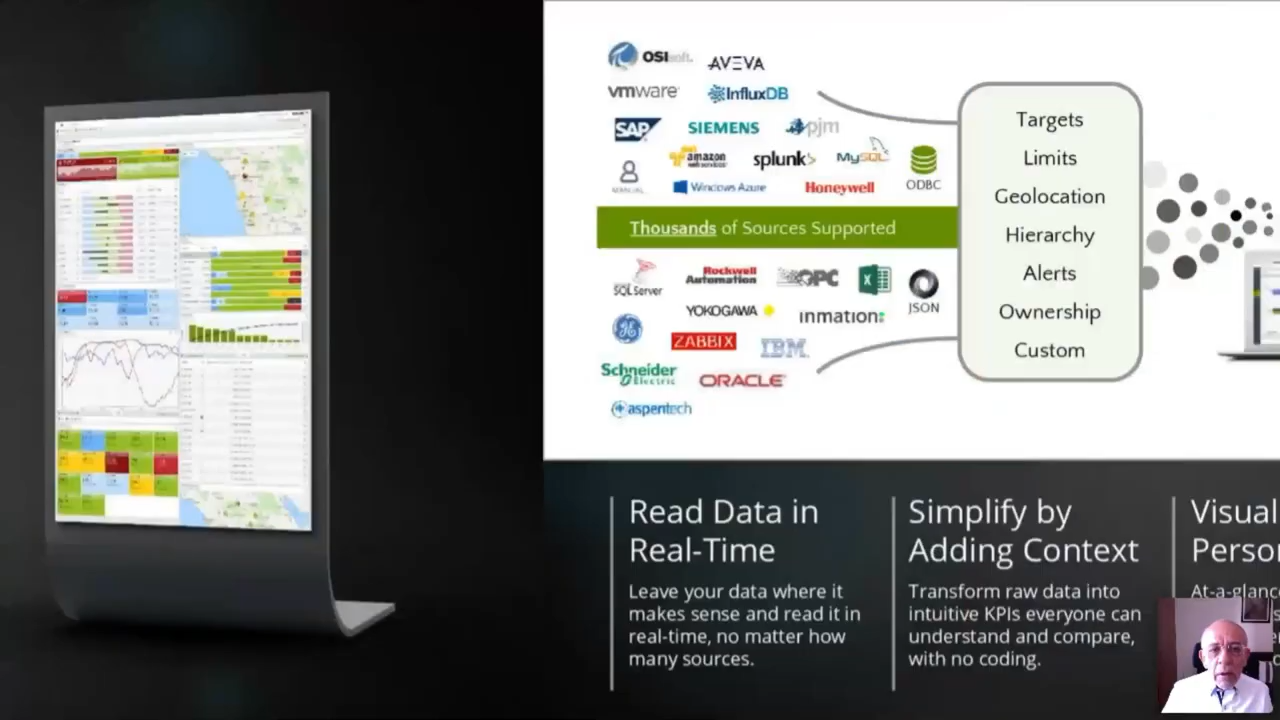 OSIsoft.
AVEVA
vmware
InfluxDB
SAP
SIEMENS
pjm
amazon
web services
splunk>
MySQL
MANUAL
Windows Azure
Honeywell
ODBC
Thousands of Sources Supported
SQL Server
Rockwell
Automation
OPC
JSON
YOKOGAWA
inmation:
ZABBIX
IBM
Schneider
Electric
ORACLE
aspentech
Targets
Limits
Geolocation
Hierarchy
Alerts
Ownership
Custom
Read Data in
Real-Time
Leave your data where it
makes sense and read it in
real-time, no matter how
many sources.
Simplify by
Adding Context
Transform raw data into
intuitive KPIs everyone can
understand and compare,
with no coding.
Visual
Perso
At-a-glanc